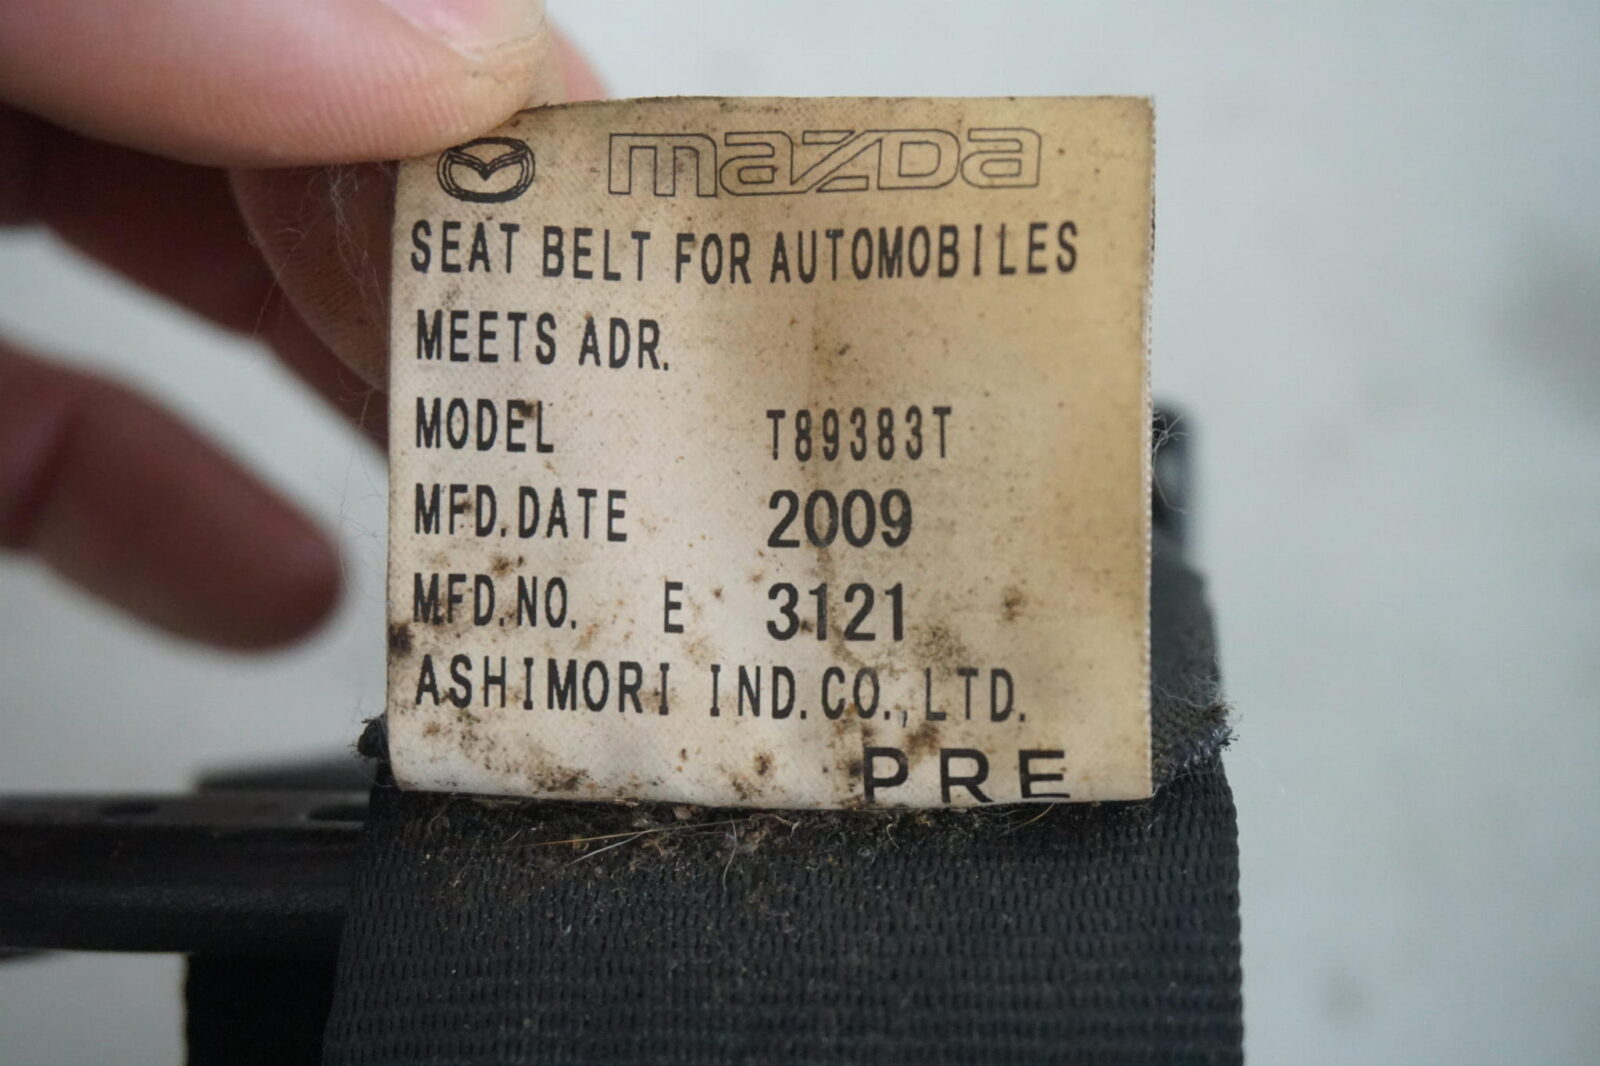 mazda
SEAT BELT FOR AUTOMOBILES
MEETS ADR.
MODEL T89383T
MFD.DATE 2009
MFD.NO. E 3121
ASHIMORI IND.CO.,LTD.
PRE